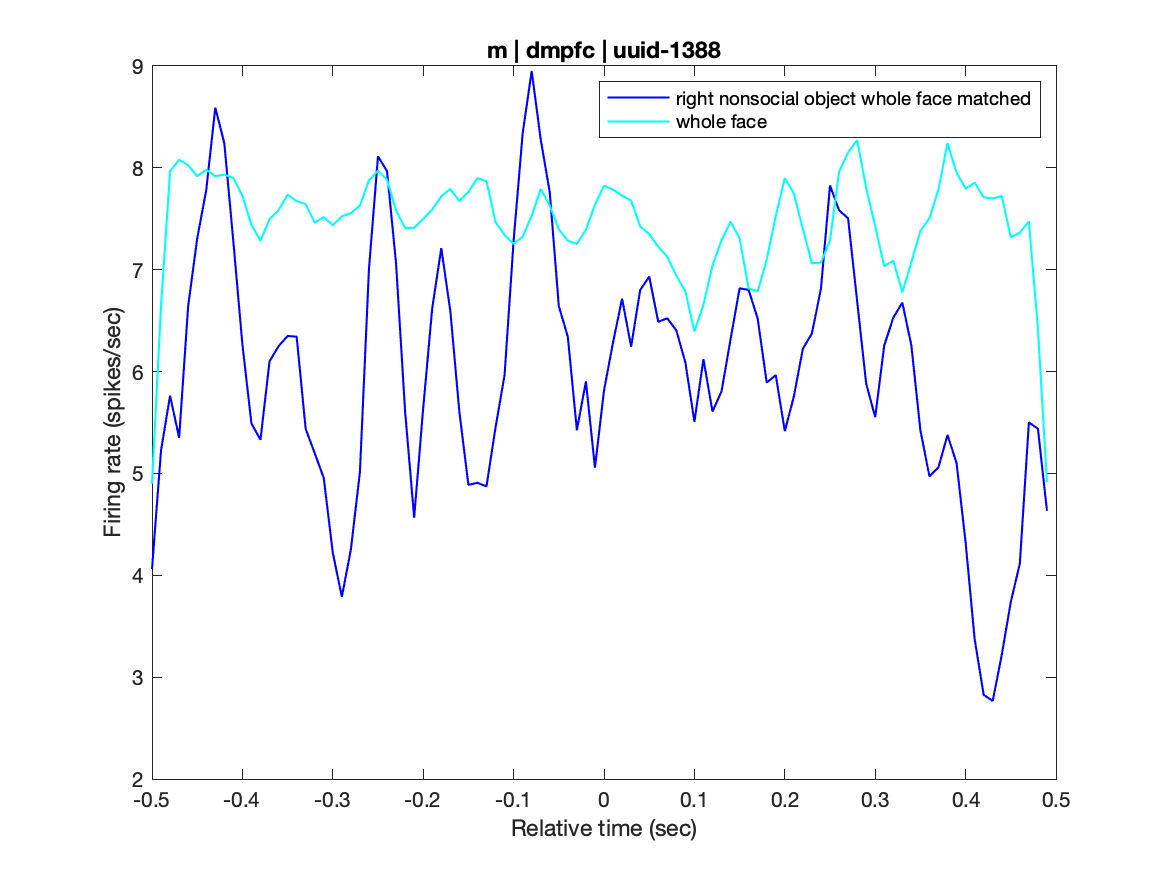 m | dmpfc | uuid-1388
right nonsocial object whole face matched
whole face
Firing rate (spikes/sec)
9
8
7
6
5
4
3
2
-0.5 -0.4 -0.3 -0.2 -0.1 0 0.1 0.2 0.3 0.4 0.5
Relative time (sec)